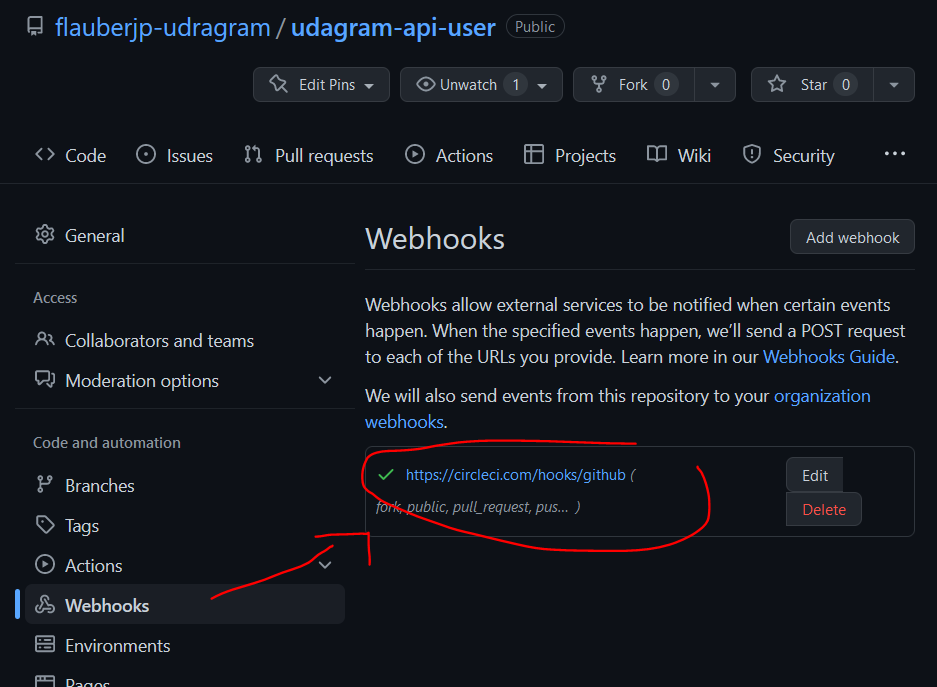 flauberjp-udragram / udagram-api-user Public
Edit Pins Unwatch 1 Fork 0 Star 0
Code Issues Pull requests Actions Projects Wiki Security ...
General
Access
Collaborators and teams
Moderation options
Code and automation
Branches
Tags
Actions
Webhooks
Environments
Pages
Webhooks
Add webhook
Webhooks allow external services to be notified when certain events
happen. When the specified events happen, we’ll send a POST request
to each of the URLs you provide. Learn more in our Webhooks Guide.
We will also send events from this repository to your organization
webhooks.
https://circleci.com/hooks/github (
fork, public, pull_request, pus... )
Edit
Delete